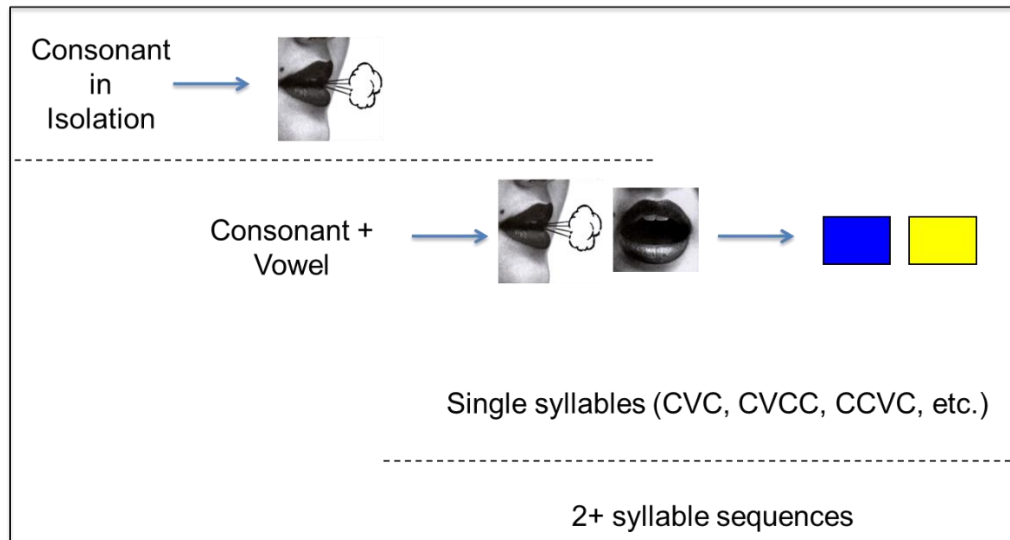 Consonant
in
Isolation
Consonant +
Vowel
Single syllables (CVC, CVCC, CCVC, etc.)
2+ syllable sequences